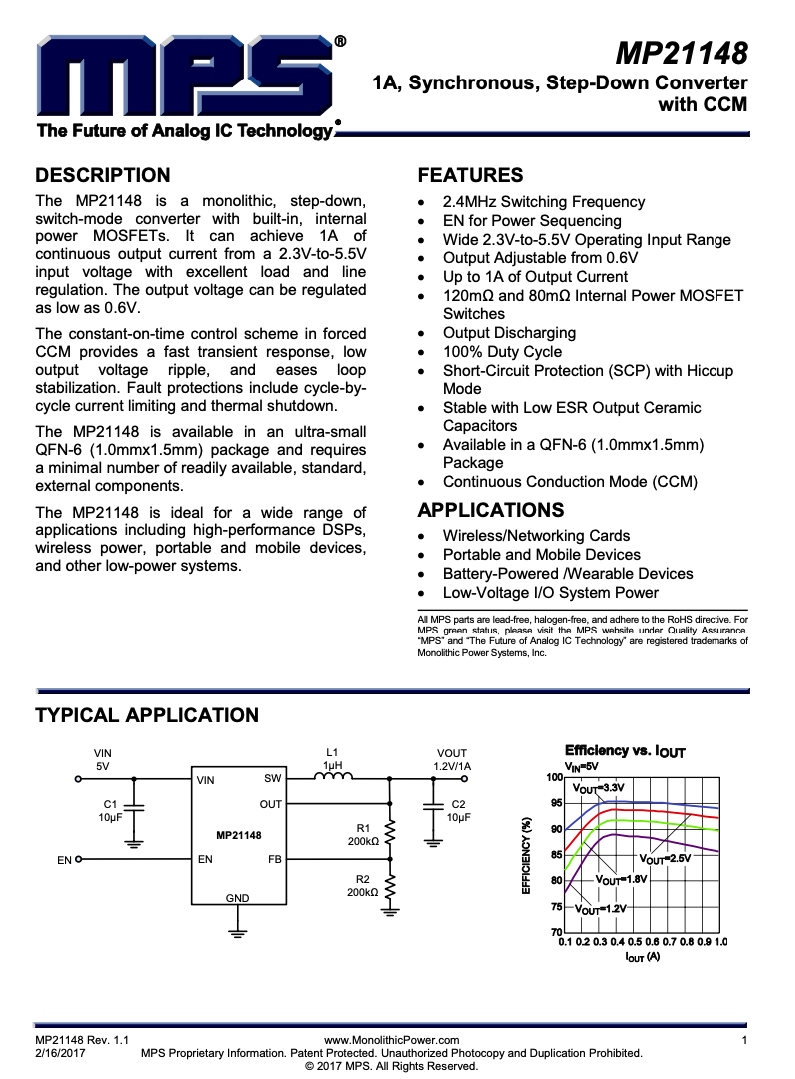 MPS®
The Future of Analog IC Technology®
MP21148
1A, Synchronous, Step-Down Converter
with CCM
DESCRIPTION
The MP21148 is a monolithic, step-down,
switch-mode converter with built-in, internal
power MOSFETs. It can achieve 1A of
continuous output current from a 2.3V-to-5.5V
input voltage with excellent load and line
regulation. The output voltage can be regulated
as low as 0.6V.
The constant-on-time control scheme in forced
CCM provides a fast transient response, low
output voltage ripple, and eases loop
stabilization. Fault protections include cycle-by-
cycle current limiting and thermal shutdown.
The MP21148 is available in an ultra-small
QFN-6 (1.0mmx1.5mm) package and requires
a minimal number of readily available, standard,
external components.
The MP21148 is ideal for a wide range of
applications including high-performance DSPs,
wireless power, portable and mobile devices,
and other low-power systems.
FEATURES
• 2.4MHz Switching Frequency
• EN for Power Sequencing
• Wide 2.3V-to-5.5V Operating Input Range
• Output Adjustable from 0.6V
• Up to 1A of Output Current
• 120mΩ and 80mΩ Internal Power MOSFET
Switches
• Output Discharging
• 100% Duty Cycle
• Short-Circuit Protection (SCP) with Hiccup
Mode
• Stable with Low ESR Output Ceramic
Capacitors
• Available in a QFN-6 (1.0mmx1.5mm)
Package
• Continuous Conduction Mode (CCM)
APPLICATIONS
• Wireless/Networking Cards
• Portable and Mobile Devices
• Battery-Powered /Wearable Devices
• Low-Voltage I/O System Power
All MPS parts are lead-free, halogen-free, and adhere to the RoHS directive. For
MPS green status, please visit the MPS website under Quality Assurance.
“MPS” and “The Future of Analog IC Technology” are registered trademarks of
Monolithic Power Systems, Inc.
TYPICAL APPLICATION
VIN
5V
C1
10μF
EN
VIN
SW
OUT
MP21148
EN
FB
GND
L1
1μH
VOUT
1.2V/1A
C2
10μF
R1
200kΩ
R2
200kΩ
Efficiency vs. IOUT
VIN=5V
VOUT=3.3V
VOUT=2.5V
VOUT=1.8V
VOUT=1.2V
EFFICIENCY (%)
100
95
90
85
80
75
70
0.1 0.2 0.3 0.4 0.5 0.6 0.7 0.8 0.9 1.0
IOUT (A)
MP21148 Rev. 1.1 www.MonolithicPower.com 1
2/16/2017 MPS Proprietary Information. Patent Protected. Unauthorized Photocopy and Duplication Prohibited.
© 2017 MPS. All Rights Reserved.